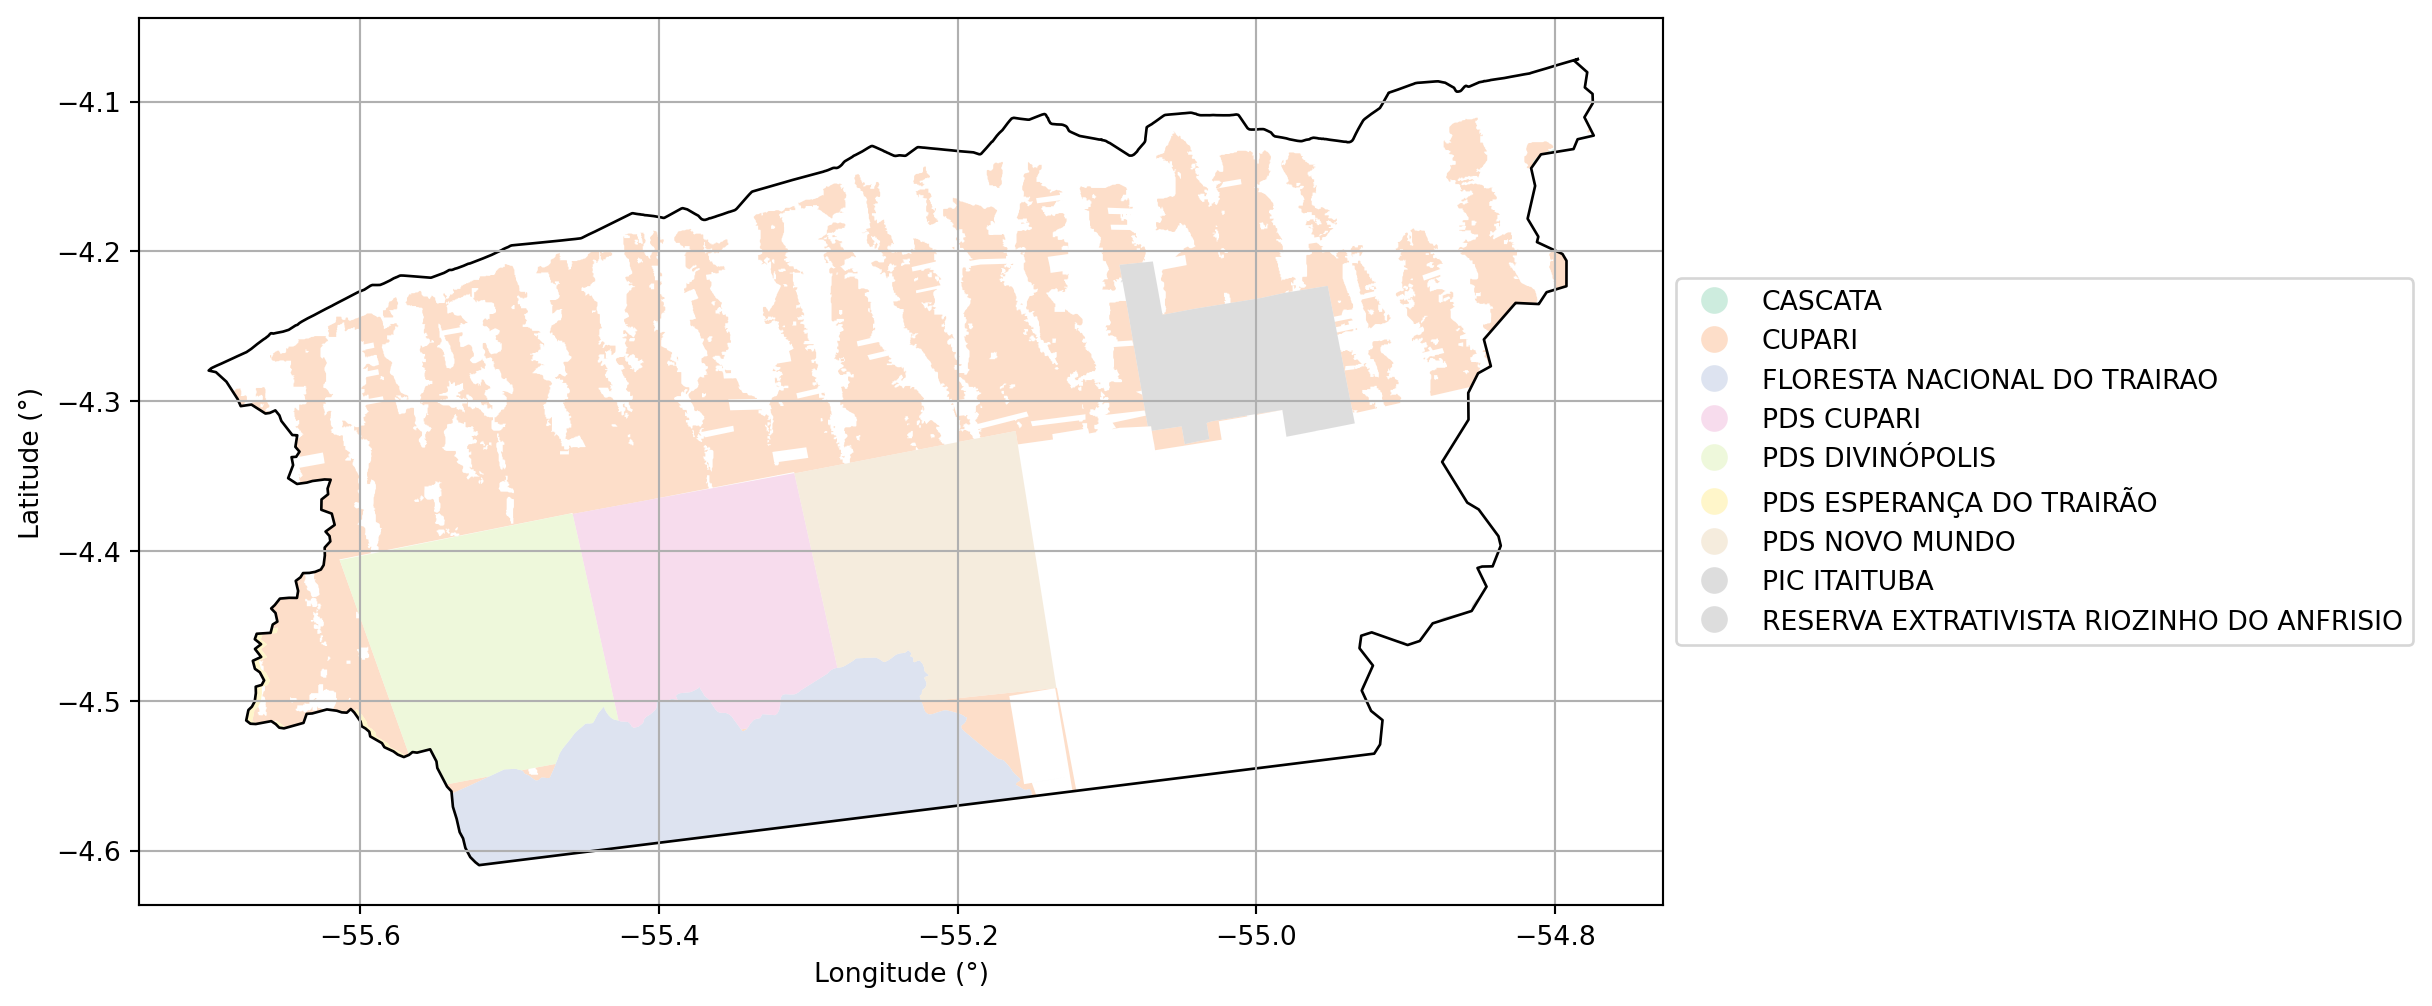 −4.1
−4.2
−4.3
−4.4
−4.5
−4.6
Latitude (°)
−55.6
−55.4
−55.2
−55.0
−54.8
Longitude (°)
CASCATA
CUPARI
FLORESTA NACIONAL DO TRAIRAO
PDS CUPARI
PDS DIVINÓPOLIS
PDS ESPERANÇA DO TRAIRÃO
PDS NOVO MUNDO
PIC ITAITUBA
RESERVA EXTRATIVISTA RIOZINHO DO ANFRISIO